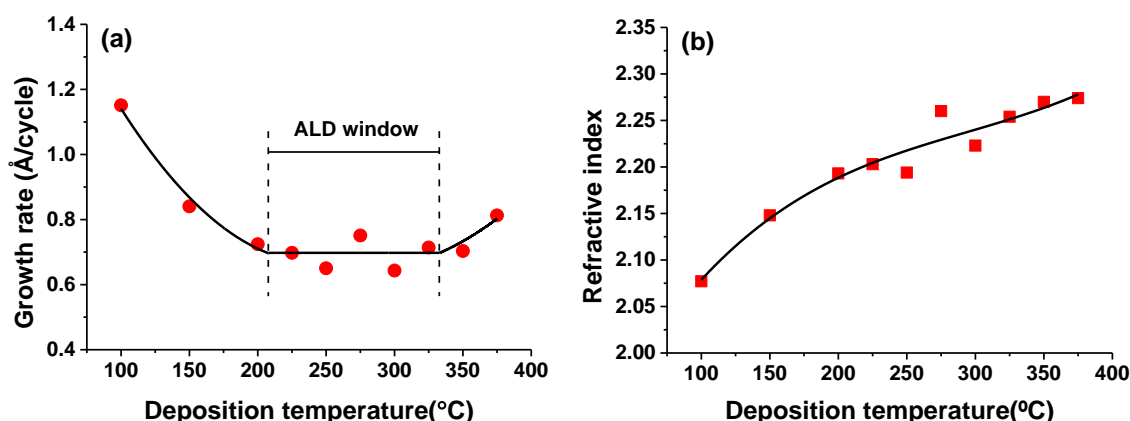 (a)
Growth rate (Å/cycle)
1.4
1.2
1.0
0.8
0.6
0.4
ALD window
100 150 200 250 300 350 400
Deposition temperature(°C)
(b)
Refractive index
2.35
2.30
2.25
2.20
2.15
2.10
2.05
2.00
100 150 200 250 300 350 400
Deposition temperature(⁰C)